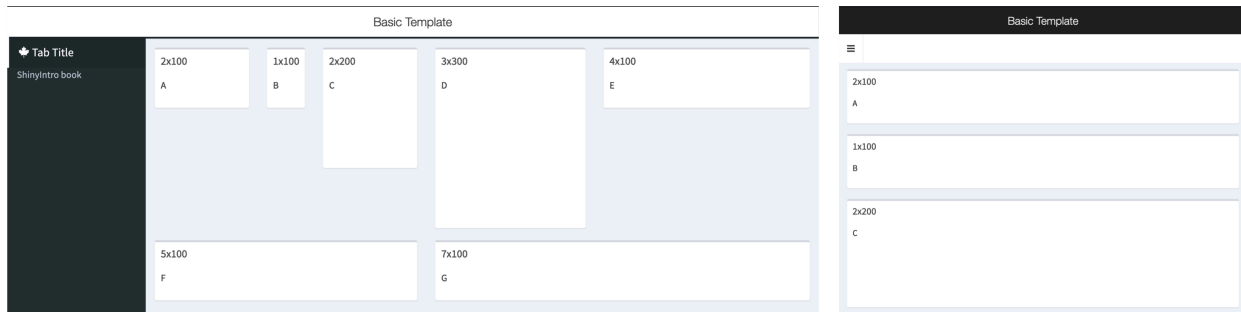 Basic Template
Tab Title
ShinyIntro book
2x100
A
1x100
B
2x200
C
3x300
D
4x100
E
5x100
F
7x100
G
Basic Template
2x100
A
1x100
B
2x200
C